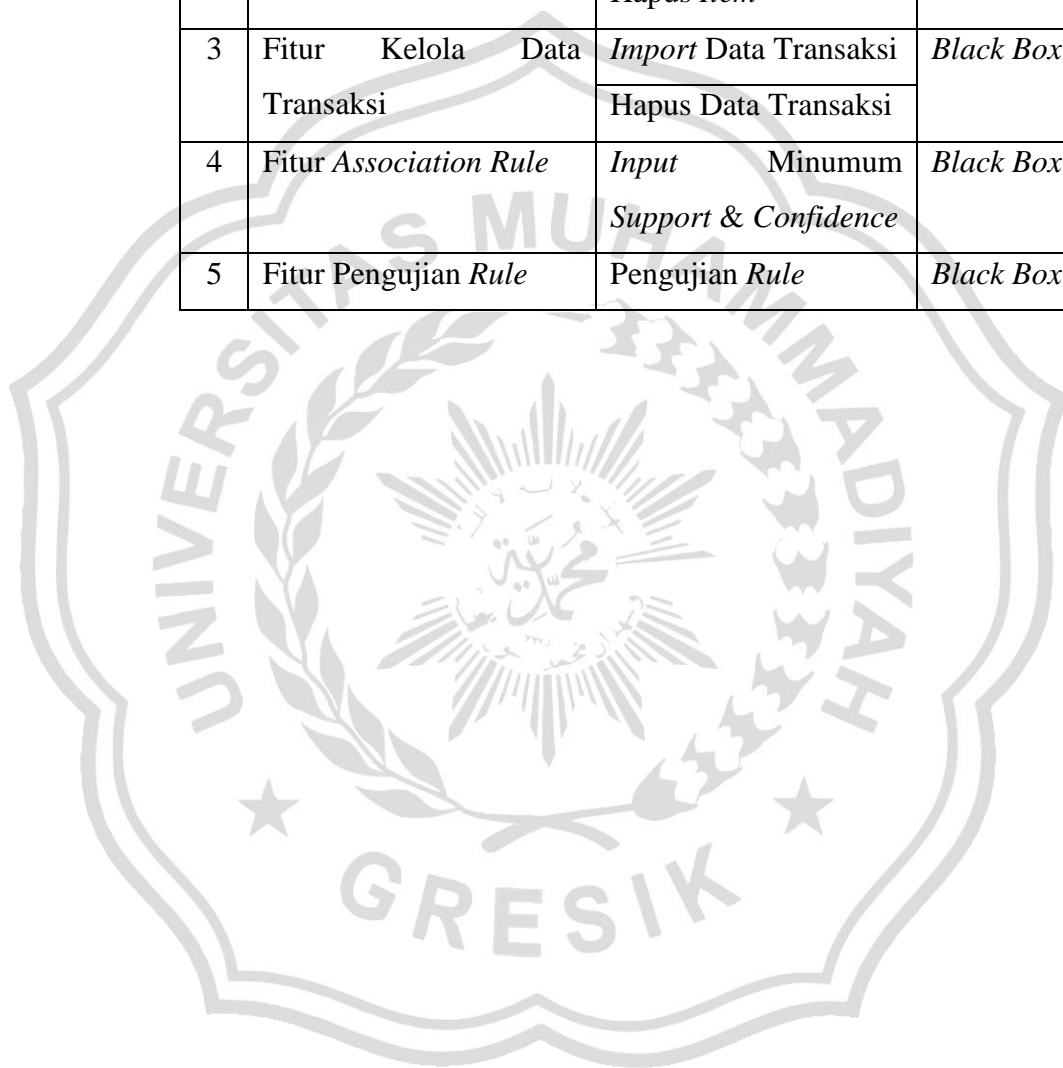 Hapus Item
3 Fitur Kelola Data Import Data Transaksi Black Box
Transaksi Hapus Data Transaksi
4 Fitur Association Rule Input Minumum Black Box
Support & Confidence
5 Fitur Pengujian Rule Pengujian Rule Black Box
UNIVERSITAS MUHAMMADIYAH
GRESIK